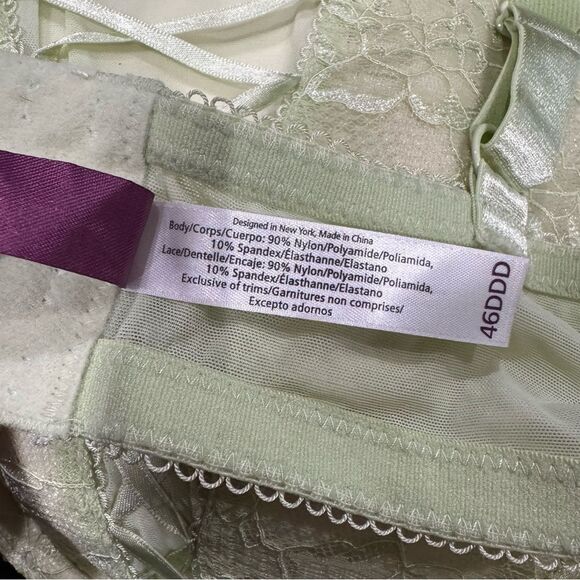 Designed in New York, Made in China
Body/Corps/Cuerpo: 90% Nylon/Polyamide/Poliamida,
10% Spandex/Élasthanne/Elastano
Lace/Dentelle/Encaje: 90% Nylon/Polyamide/Poliamida,
10% Spandex/Élasthanne/Elastano
Exclusive of trims/Garnitures non comprises/
Excepto adornos
46DDD